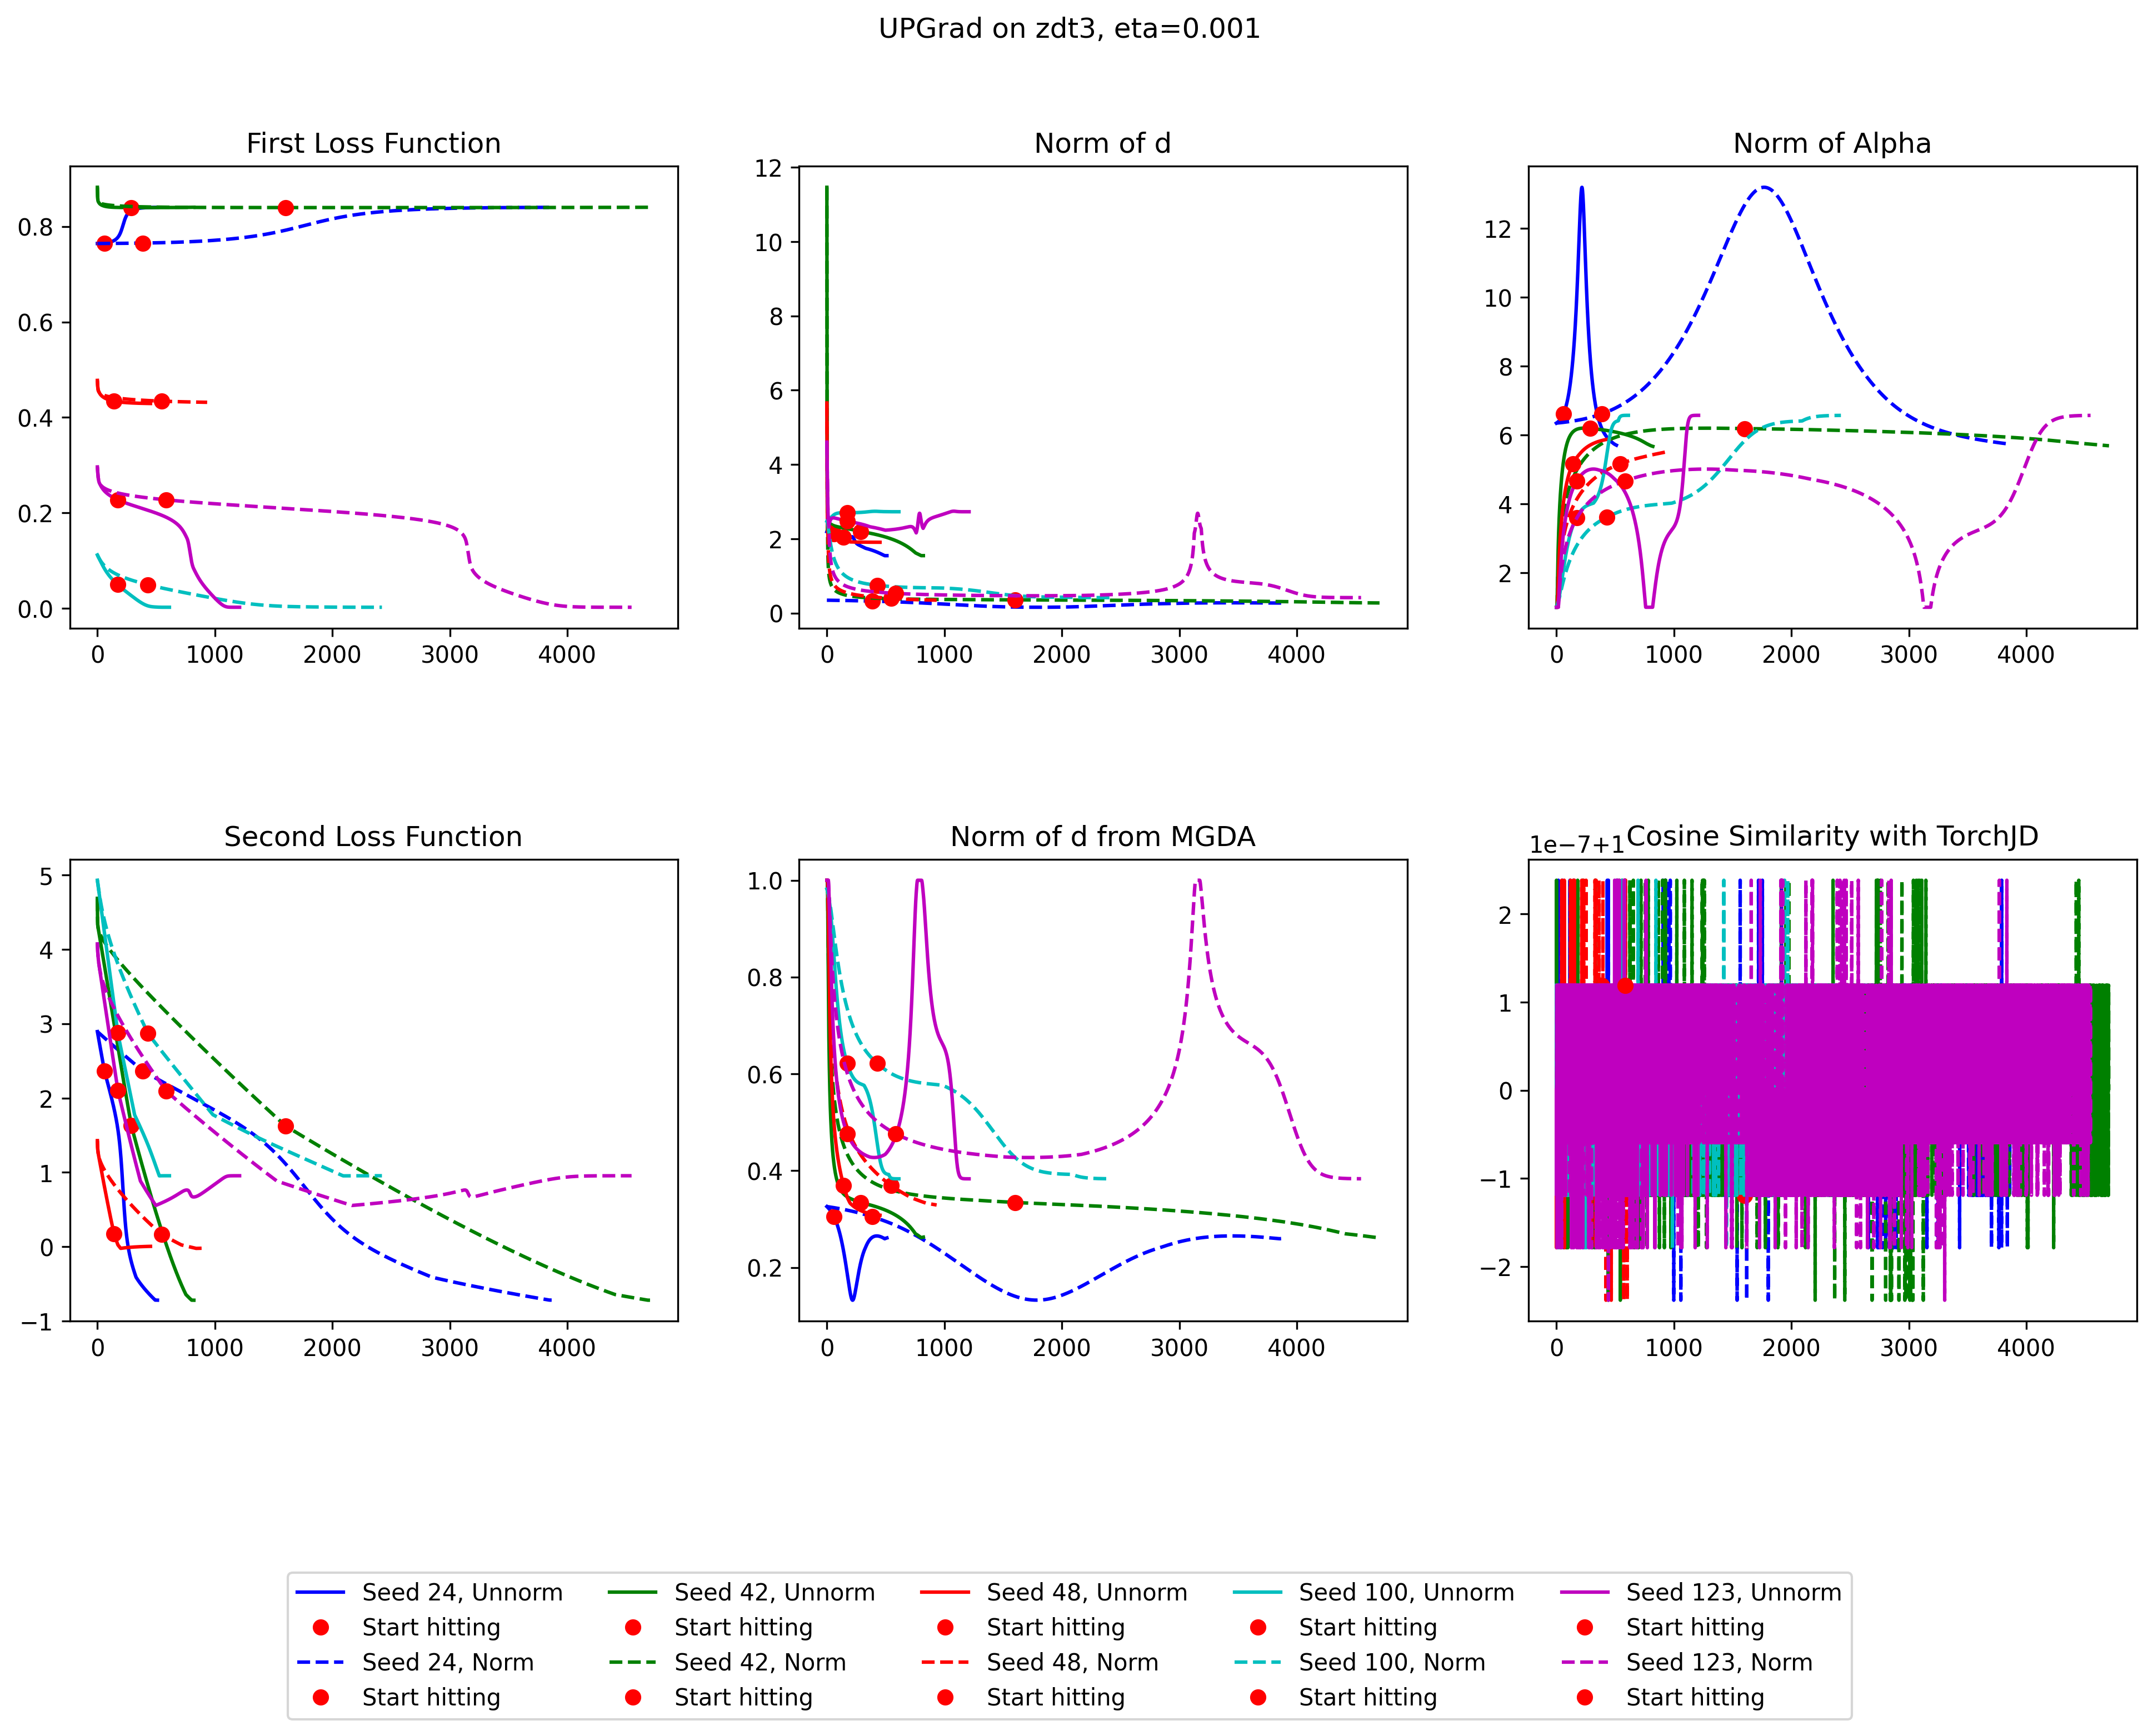 UPGrad on zdt3, eta=0.001
First Loss Function
0.8
0.6
0.4
0.2
0.0
0 1000 2000 3000 4000
Norm of d
12
10
8
6
4
2
0
0 1000 2000 3000 4000
Norm of Alpha
12
10
8
6
4
2
0 1000 2000 3000 4000
Second Loss Function
5
4
3
2
1
0
−1
0 1000 2000 3000 4000
Norm of d from MGDA
1.0
0.8
0.6
0.4
0.2
0 1000 2000 3000 4000
Cosine Similarity with TorchJD
1e−7+1
2
1
0
−1
−2
0 1000 2000 3000 4000
Seed 24, Unnorm
Start hitting
Seed 24, Norm
Start hitting
Seed 42, Unnorm
Start hitting
Seed 42, Norm
Start hitting
Seed 48, Unnorm
Start hitting
Seed 48, Norm
Start hitting
Seed 100, Unnorm
Start hitting
Seed 100, Norm
Start hitting
Seed 123, Unnorm
Start hitting
Seed 123, Norm
Start hitting